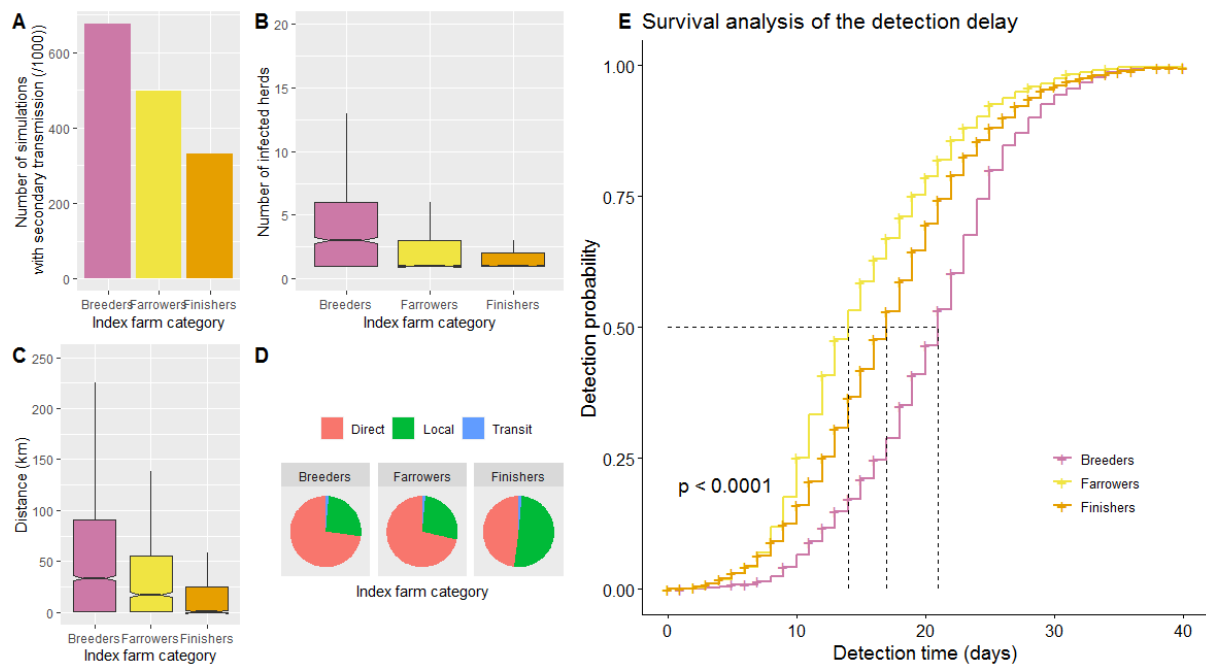 A
Number of simulations
with secondary transmission (/1000))
600
400
200
0
Breeders Farrowers Finishers
Index farm category
B
Number of infected herds
20
15
10
5
0
Breeders Farrowers Finishers
Index farm category
C
Distance (km)
250
200
150
100
50
0
Breeders Farrowers Finishers
Index farm category
D
Direct Local Transit
Breeders Farrowers Finishers
Index farm category
E Survival analysis of the detection delay
Detection probability
1.00
0.75
0.50
0.25
0.00
p < 0.0001
Breeders
Farrowers
Finishers
0 10 20 30 40
Detection time (days)